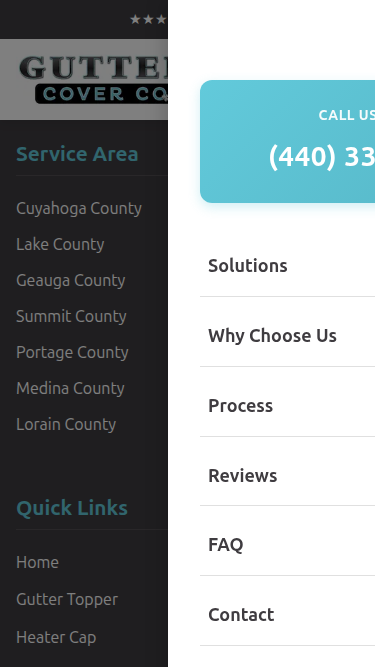 ★★★
GUTTE
COVER CO
Service Area
Cuyahoga County
Lake County
Geauga County
Summit County
Portage County
Medina County
Lorain County
Quick Links
Home
Gutter Topper
Heater Cap
CALL US
(440) 33
Solutions
Why Choose Us
Process
Reviews
FAQ
Contact